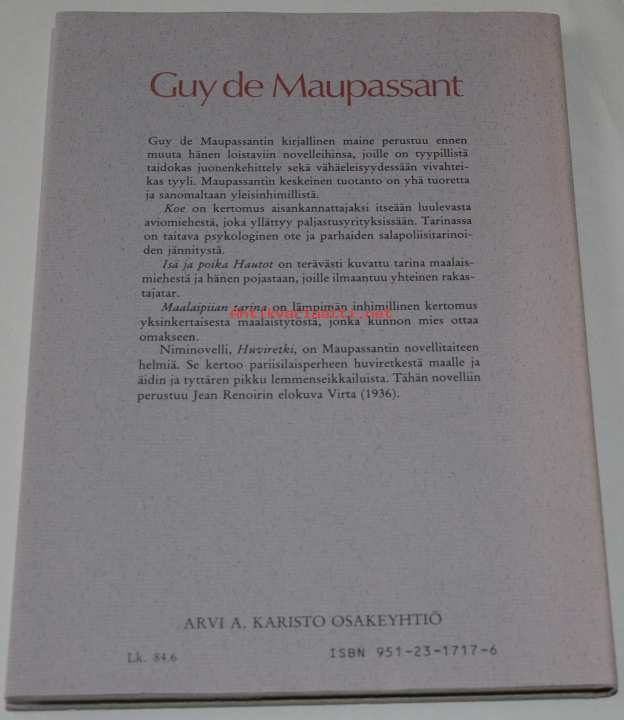 Guy de Maupassant
Guy de Maupassantin kirjallinen maine perustuu ennen
muuta hänen loistaviin novelleihinsa, joille on tyypillistä
taidokas juonenkehittely sekä vähäeleisyydessään vivahtei-
kas tyyli. Maupassantin keskeinen tuotanto on yhä tuoretta
ja sanomaltaan yleisinhimillistä.
Koe on kertomus aisankannattajaksi itseään luulevasta
aviomiehestä, joka yllättyy paljastusyrityksissään. Tarinassa
on taitava psykologinen ote ja parhaiden salapoliisitarinoi-
den jännitystä.
Isä ja poika Hautot on terävästi kuvattu tarina maalais-
miehestä ja hänen pojastaan, joille ilmaantuu yhteinen rakas-
tajatar.
Maalaispiian tarina on lämpimän inhimillinen kertomus
antikvariaatti.net
yksinkertaisesta maalaistytöstä, jonka kunnon mies ottaa
omakseen.
Niminovelli, Huviretki, on Maupassantin novellitaiteen
helmiä. Se kertoo pariisilaisperheen huviretkestä maalle ja
äidin ja tyttären pikku lemmenseikkailuista. Tähän novelliin
perustuu Jean Renoirin elokuva Virta (1936).
ARVI A. KARISTO OSAKEYHTIÖ
Lk. 84.6
ISBN 951-23-1717-6